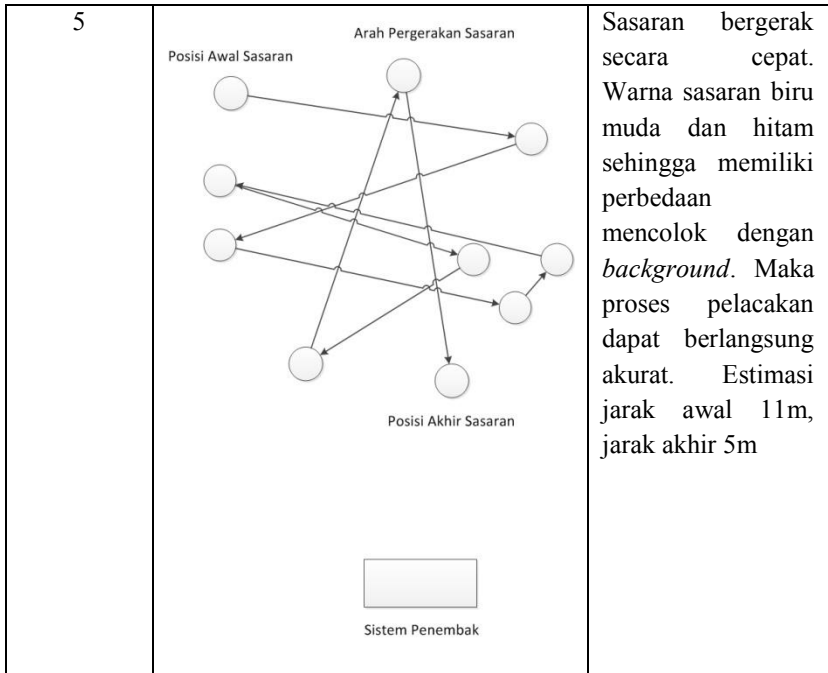 5
Arah Pergerakan Sasaran
Posisi Awal Sasaran
Posisi Akhir Sasaran
Sistem Penembak
Sasaran bergerak
secara cepat.
Warna sasaran biru
muda dan hitam
sehingga memiliki
perbedaan
mencolok dengan
background. Maka
proses pelacakan
dapat berlangsung
akurat. Estimasi
jarak awal 11m,
jarak akhir 5m